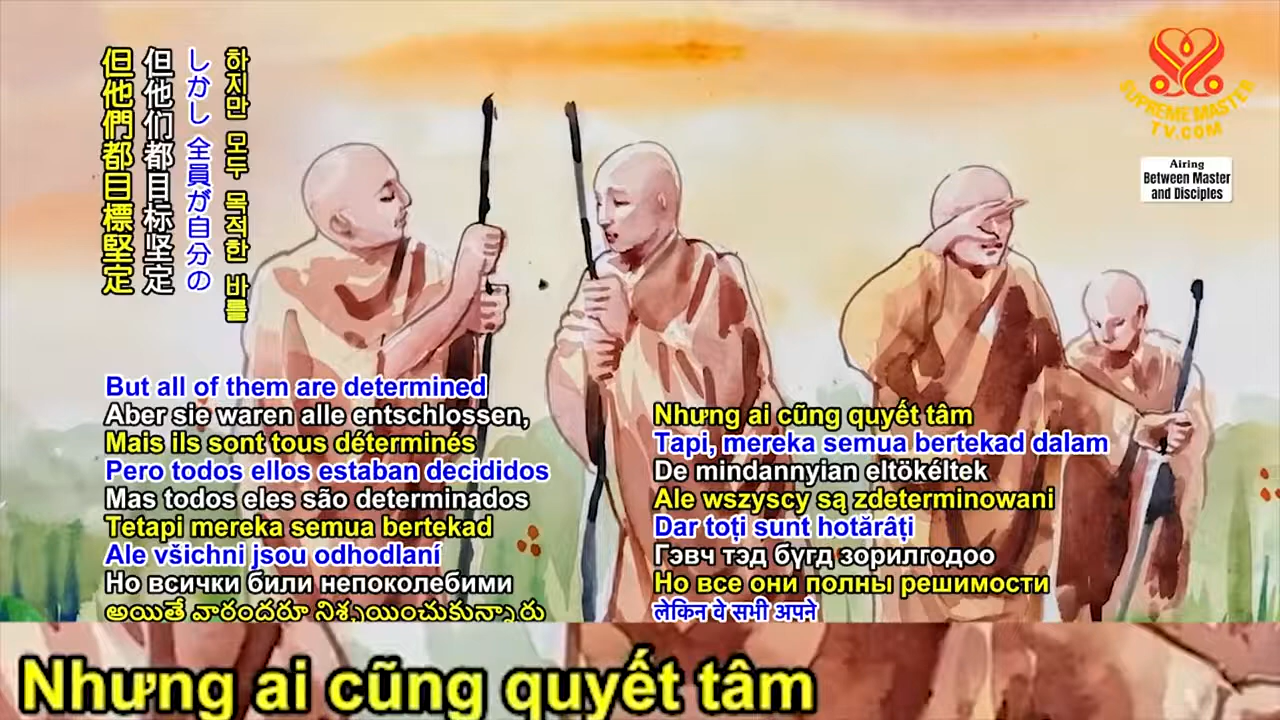 但他們都目標堅定
但他们都目标坚定
しかし 全員が自分の
하지만 모두 목적한 바를
SUPREME MASTER
TV.COM
Airing
Between Master
and Disciples
But all of them are determined
Aber sie waren alle entschlossen,
Mais ils sont tous déterminés
Pero todos ellos estaban decididos
Mas todos eles são determinados
Tetapi mereka semua bertekad
Ale všichni jsou odhodlaní
Но всички били непоколебими
అయితే వారందరూ నిశ్చయించుకున్నారు
Nhưng ai cũng quyết tâm
Tapi, mereka semua bertekad dalam
De mindannyian eltökéltek
Ale wszyscy są zdeterminowani
Dar toți sunt hotărâți
Гэвч тэд бүгд зорилгодоо
Но все они полны решимости
लेकिन वे सभी अपने
Nhưng ai cũng quyết tâm